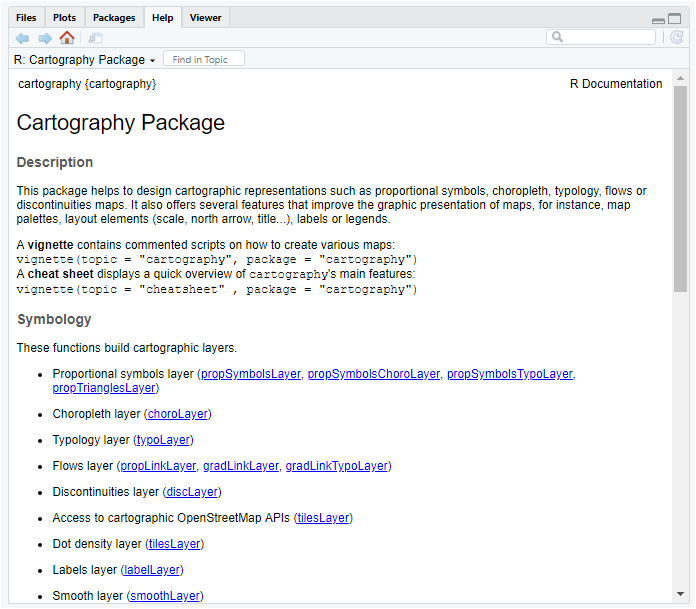 Files Plots Packages Help Viewer
R: Cartography Package Find in Topic
cartography {cartography} R Documentation
Cartography Package
Description
This package helps to design cartographic representations such as proportional symbols, choropleth, typology, flows or
discontinuities maps. It also offers several features that improve the graphic presentation of maps, for instance, map
palettes, layout elements (scale, north arrow, title...), labels or legends.
A vignette contains commented scripts on how to create various maps:
vignette(topic = "cartography", package = "cartography")
A cheat sheet displays a quick overview of cartography's main features:
vignette(topic = "cheatsheet" , package = "cartography")
Symbology
These functions build cartographic layers.
• Proportional symbols layer (propSymbolsLayer, propSymbolsChoroLayer, propSymbolsTypoLayer,
propTrianglesLayer)
• Choropleth layer (choroLayer)
• Typology layer (typoLayer)
• Flows layer (propLinkLayer, gradLinkLayer, gradLinkTypoLayer)
• Discontinuities layer (discLayer)
• Access to cartographic OpenStreetMap APIs (tilesLayer)
• Dot density layer (tilesLayer)
• Labels layer (labelLayer)
• Smooth layer (smoothLayer)